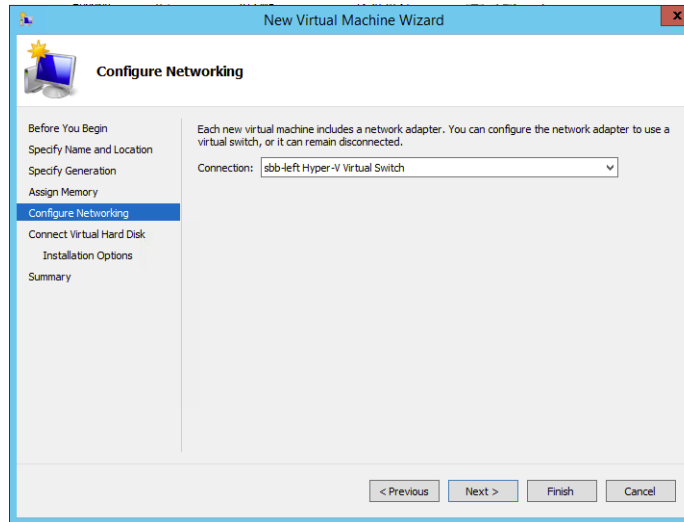 New Virtual Machine Wizard
x
Configure Networking
Before You Begin
Specify Name and Location
Specify Generation
Assign Memory
Configure Networking
Connect Virtual Hard Disk
Installation Options
Summary
Each new virtual machine includes a network adapter. You can configure the network adapter to use a
virtual switch, or it can remain disconnected.
Connection: sbb-left Hyper-V Virtual Switch
< Previous
Next >
Finish
Cancel